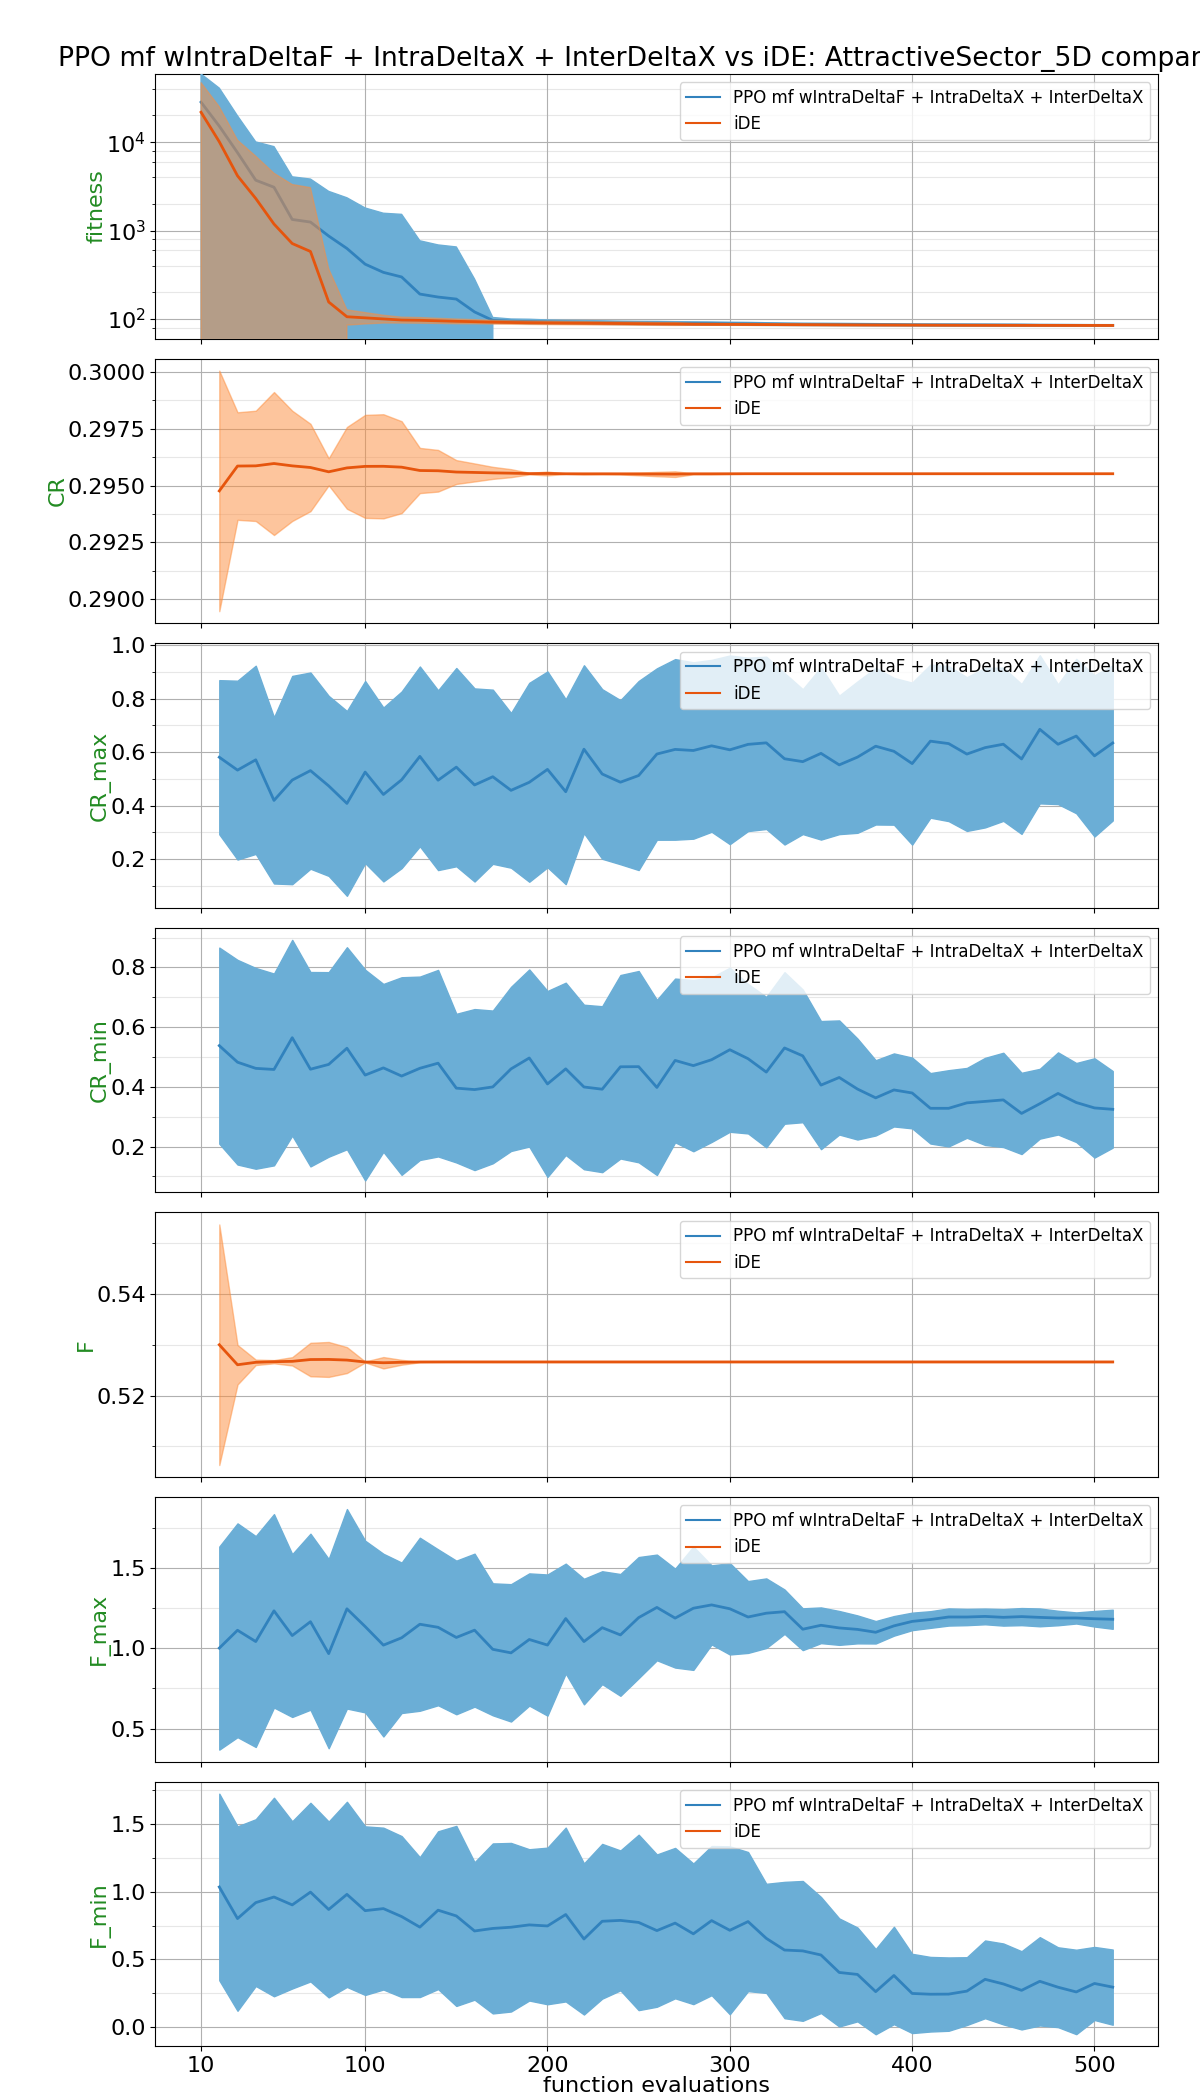 PPO mf wIntraDeltaF + IntraDeltaX + InterDeltaX vs iDE: AttractiveSector_5D compar
PPO mf wIntraDeltaF + IntraDeltaX + InterDeltaX
iDE
fitness
10^4
10^3
10^2
PPO mf wIntraDeltaF + IntraDeltaX + InterDeltaX
iDE
CR
0.3000
0.2975
0.2950
0.2925
0.2900
PPO mf wIntraDeltaF + IntraDeltaX + InterDeltaX
iDE
CR_max
1.0
0.8
0.6
0.4
0.2
PPO mf wIntraDeltaF + IntraDeltaX + InterDeltaX
iDE
CR_min
0.8
0.6
0.4
0.2
PPO mf wIntraDeltaF + IntraDeltaX + InterDeltaX
iDE
F
0.54
0.52
PPO mf wIntraDeltaF + IntraDeltaX + InterDeltaX
iDE
F_max
1.5
1.0
0.5
PPO mf wIntraDeltaF + IntraDeltaX + InterDeltaX
iDE
F_min
1.5
1.0
0.5
0.0
10 100 200 300 400 500
function evaluations